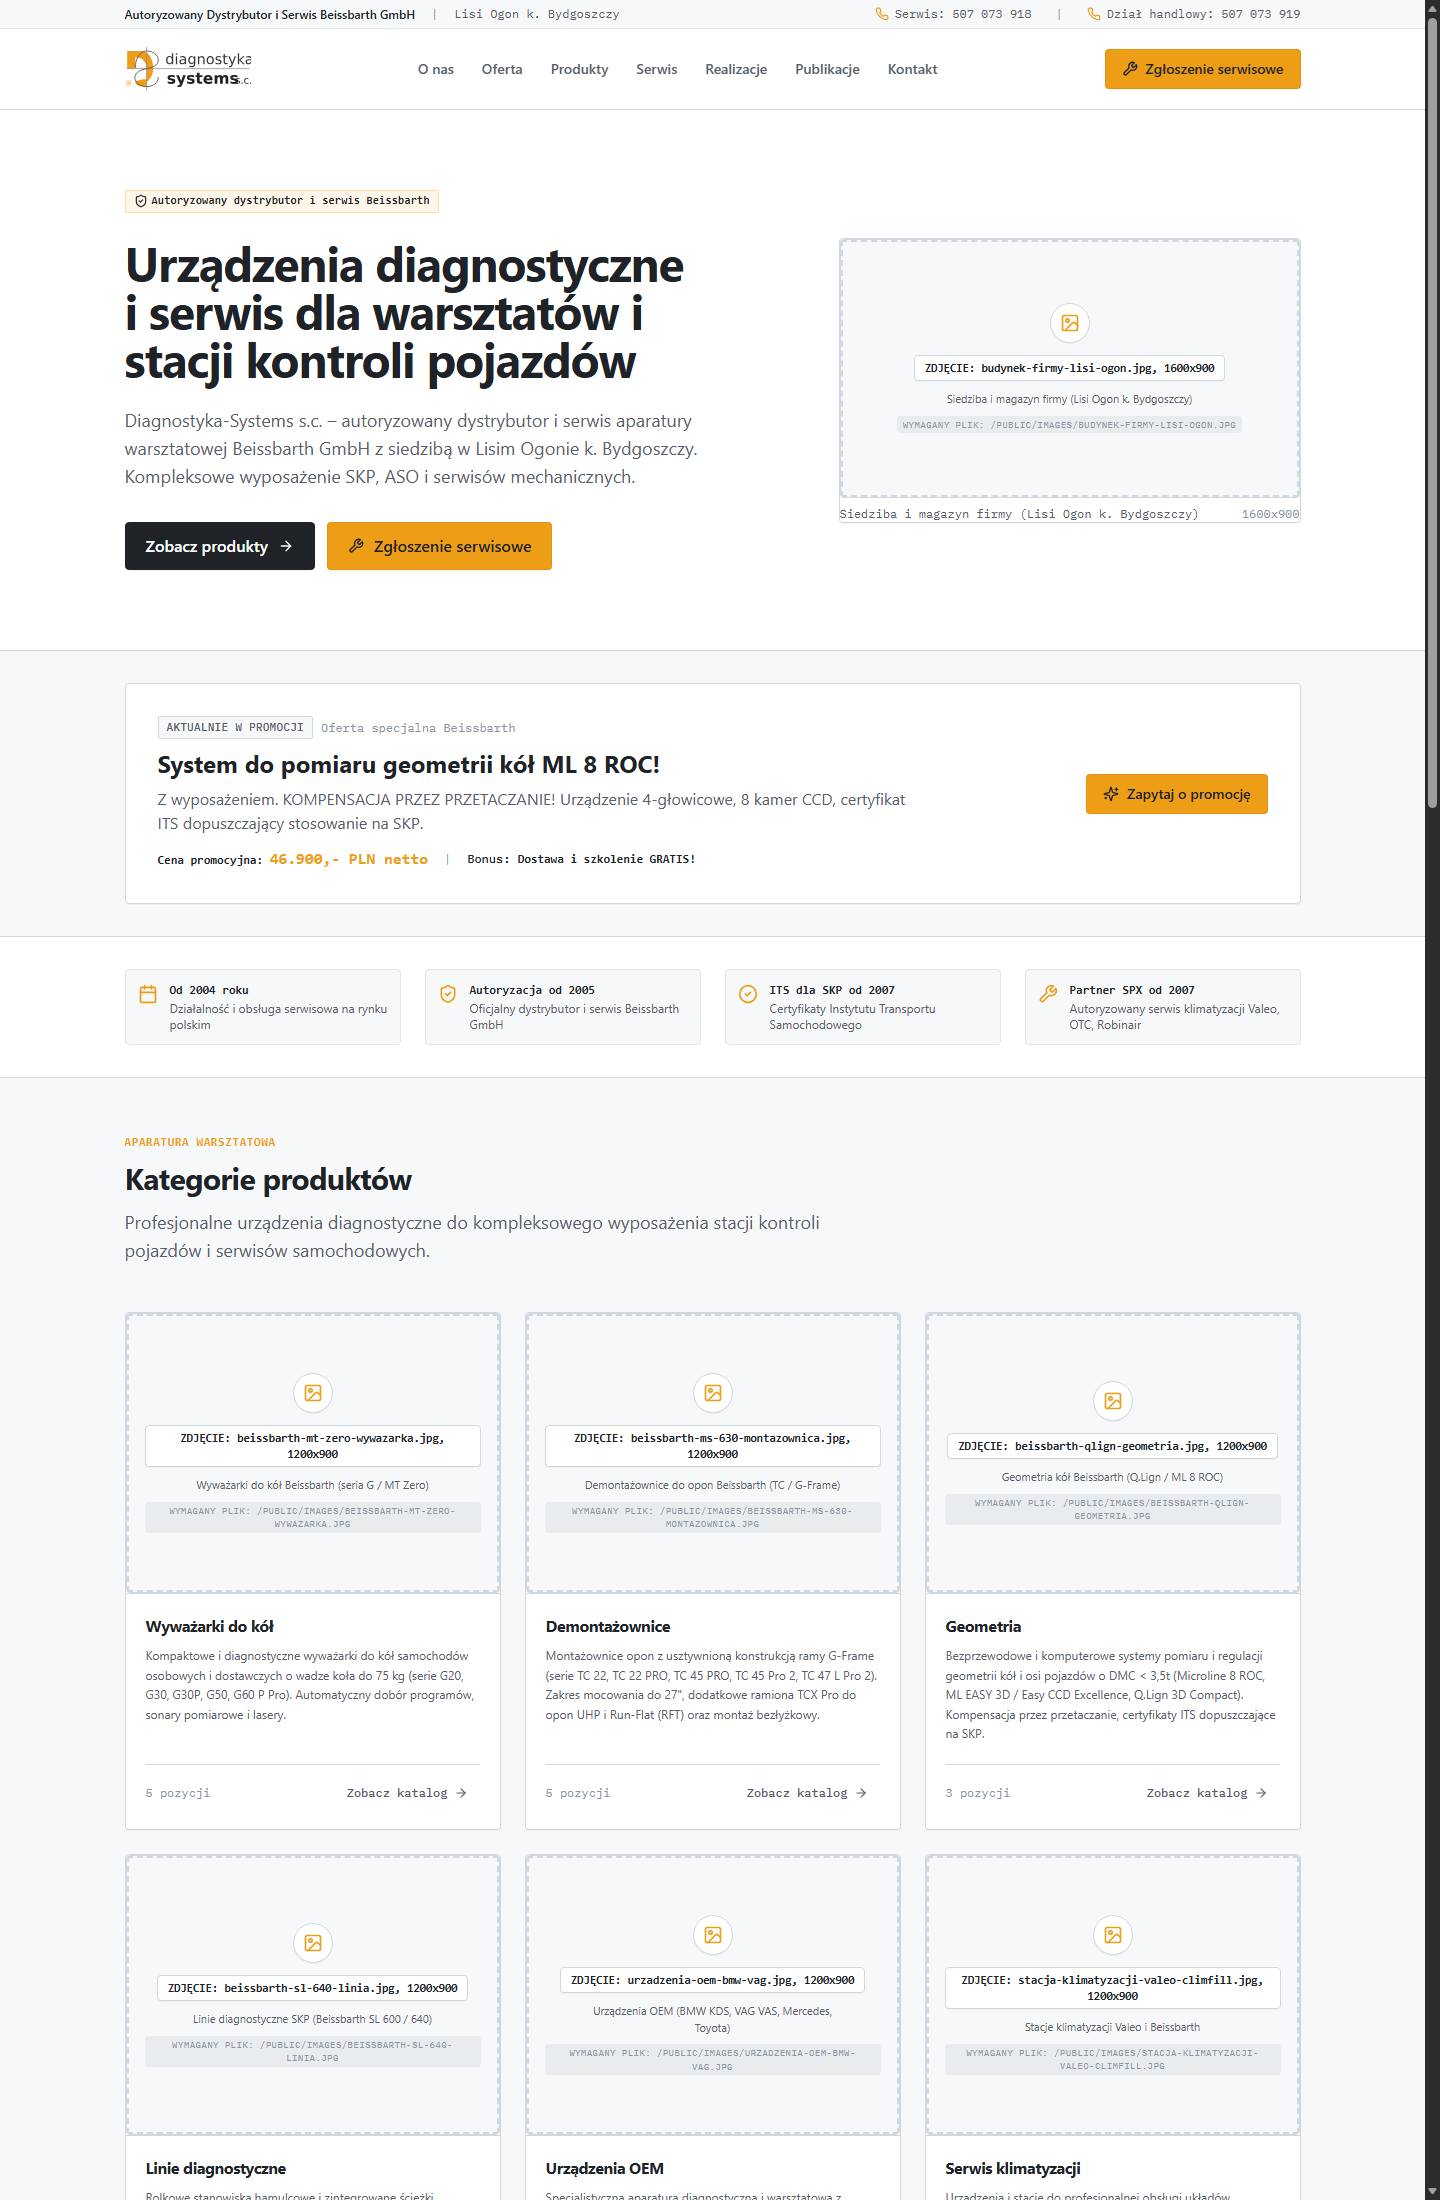 Autoryzowany Dystrybutor i Serwis Beissbarth GmbH | Lisi Ogon k. Bydgoszczy
Serwis: 507 073 918 | Dział handlowy: 507 073 919
diagnostyka
systems s.c.
O nas Oferta Produkty Serwis Realizacje Publikacje Kontakt
Zgłoszenie serwisowe
Autoryzowany dystrybutor i serwis Beissbarth
Urządzenia diagnostyczne
i serwis dla warsztatów i
stacji kontroli pojazdów
Diagnostyka-Systems s.c. – autoryzowany dystrybutor i serwis aparatury
warsztatowej Beissbarth GmbH z siedzibą w Lisim Ogonie k. Bydgoszczy.
Kompleksowe wyposażenie SKP, ASO i serwisów mechanicznych.
Zobacz produkty
Zgłoszenie serwisowe
ZDJĘCIE: budynek-firmy-lisi-ogon.jpg, 1600x900
Siedziba i magazyn firmy (Lisi Ogon k. Bydgoszczy)
WYMAGANY PLIK: /PUBLIC/IMAGES/BUDYNEK-FIRMY-LISI-OGON.JPG
Siedziba i magazyn firmy (Lisi Ogon k. Bydgoszczy) 1600x900
AKTUALNIE W PROMOCJI Oferta specjalna Beissbarth
System do pomiaru geometrii kół ML 8 ROC!
Z wyposażeniem. KOMPENSACJA PRZEZ PRZETACZANIE! Urządzenie 4-głowicowe, 8 kamer CCD, certyfikat
ITS dopuszczający stosowanie na SKP.
Cena promocyjna: 46.900,- PLN netto | Bonus: Dostawa i szkolenie GRATIS!
Zapytaj o promocję
Od 2004 roku
Działalność i obsługa serwisowa na rynku
polskim
Autoryzacja od 2005
Oficjalny dystrybutor i serwis Beissbarth
GmbH
ITS dla SKP od 2007
Certyfikaty Instytutu Transportu
Samochodowego
Partner SPX od 2007
Autoryzowany serwis klimatyzacji Valeo,
OTC, Robinair
APARATURA WARSZTATOWA
Kategorie produktów
Profesjonalne urządzenia diagnostyczne do kompleksowego wyposażenia stacji kontroli
pojazdów i serwisów samochodowych.
ZDJĘCIE: beissbarth-mt-zero-wywazarka.jpg,
1200x900
Wyważarki do kół Beissbarth (seria G / MT Zero)
WYMAGANY PLIK: /PUBLIC/IMAGES/BEISSBARTH-MT-ZERO-
WYWAZARKA.JPG
Wyważarki do kół
Kompaktowe i diagnostyczne wyważarki do kół samochodów
osobowych i dostawczych o wadze koła do 75 kg (serie G20,
G30, G30P, G50, G60 P Pro). Automatyczny dobór programów,
sonary pomiarowe i lasery.
5 pozycji Zobacz katalog
ZDJĘCIE: beissbarth-ms-630-montazownica.jpg,
1200x900
Demontażownice do opon Beissbarth (TC / G-Frame)
WYMAGANY PLIK: /PUBLIC/IMAGES/BEISSBARTH-MS-630-
MONTAZOWNICA.JPG
Demontażownice
Montażownice opon z usztywnioną konstrukcją ramy G-Frame
(serie TC 22, TC 22 PRO, TC 45 PRO, TC 45 Pro 2, TC 47 L Pro 2).
Zakres mocowania do 27", dodatkowe ramiona TCX Pro do
opon UHP i Run-Flat (RFT) oraz montaż bezłyżkowy.
5 pozycji Zobacz katalog
ZDJĘCIE: beissbarth-qlign-geometria.jpg, 1200x900
Geometria kół Beissbarth (Q.Lign / ML 8 ROC)
WYMAGANY PLIK: /PUBLIC/IMAGES/BEISSBARTH-QLIGN-
GEOMETRIA.JPG
Geometria
Bezprzewodowe i komputerowe systemy pomiaru i regulacji
geometrii kół i osi pojazdów o DMC < 3,5t (Microline 8 ROC,
ML EASY 3D / Easy CCD Excellence, Q.Lign 3D Compact).
Kompensacja przez przetaczanie, certyfikaty ITS dopuszczające
na SKP.
3 pozycji Zobacz katalog
ZDJĘCIE: beissbarth-sl-640-linia.jpg, 1200x900
Linie diagnostyczne SKP (Beissbarth SL 600 / 640)
WYMAGANY PLIK: /PUBLIC/IMAGES/BEISSBARTH-SL-640-
LINIA.JPG
Linie diagnostyczne
Rolkowe stanowiska hamulcowe i zintegrowane ścieżki
ZDJĘCIE: urzadzenia-oem-bmw-vag.jpg, 1200x900
Urządzenia OEM (BMW KDS, VAG VAS, Mercedes,
Toyota)
WYMAGANY PLIK: /PUBLIC/IMAGES/URZADZENIA-OEM-BMW-
VAG.JPG
Urządzenia OEM
Specjalistyczna aparatura diagnostyczna i warsztatowa z
ZDJĘCIE: stacja-klimatyzacji-valeo-climfill.jpg,
1200x900
Stacje klimatyzacji Valeo i Beissbarth
WYMAGANY PLIK: /PUBLIC/IMAGES/STACJA-KLIMATYZACJI-
VALEO-CLIMFILL.JPG
Serwis klimatyzacji
Urządzenia i stacje do profesjonalnej obsługi układów